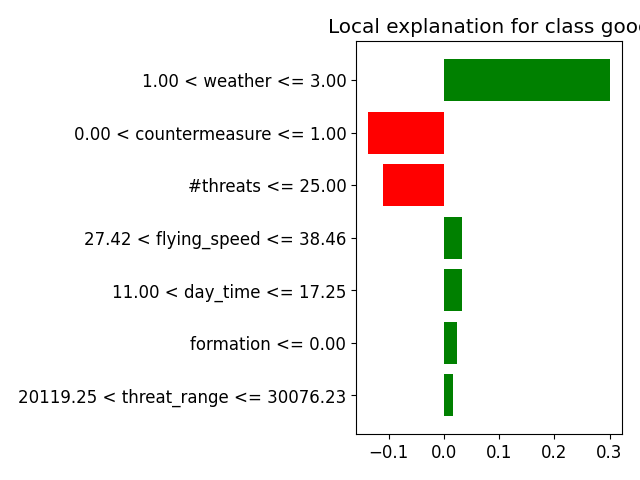 Local explanation for class good
1.00 < weather <= 3.00
0.00 < countermeasure <= 1.00
#threats <= 25.00
27.42 < flying_speed <= 38.46
11.00 < day_time <= 17.25
formation <= 0.00
20119.25 < threat_range <= 30076.23
−0.1 0.0 0.1 0.2 0.3